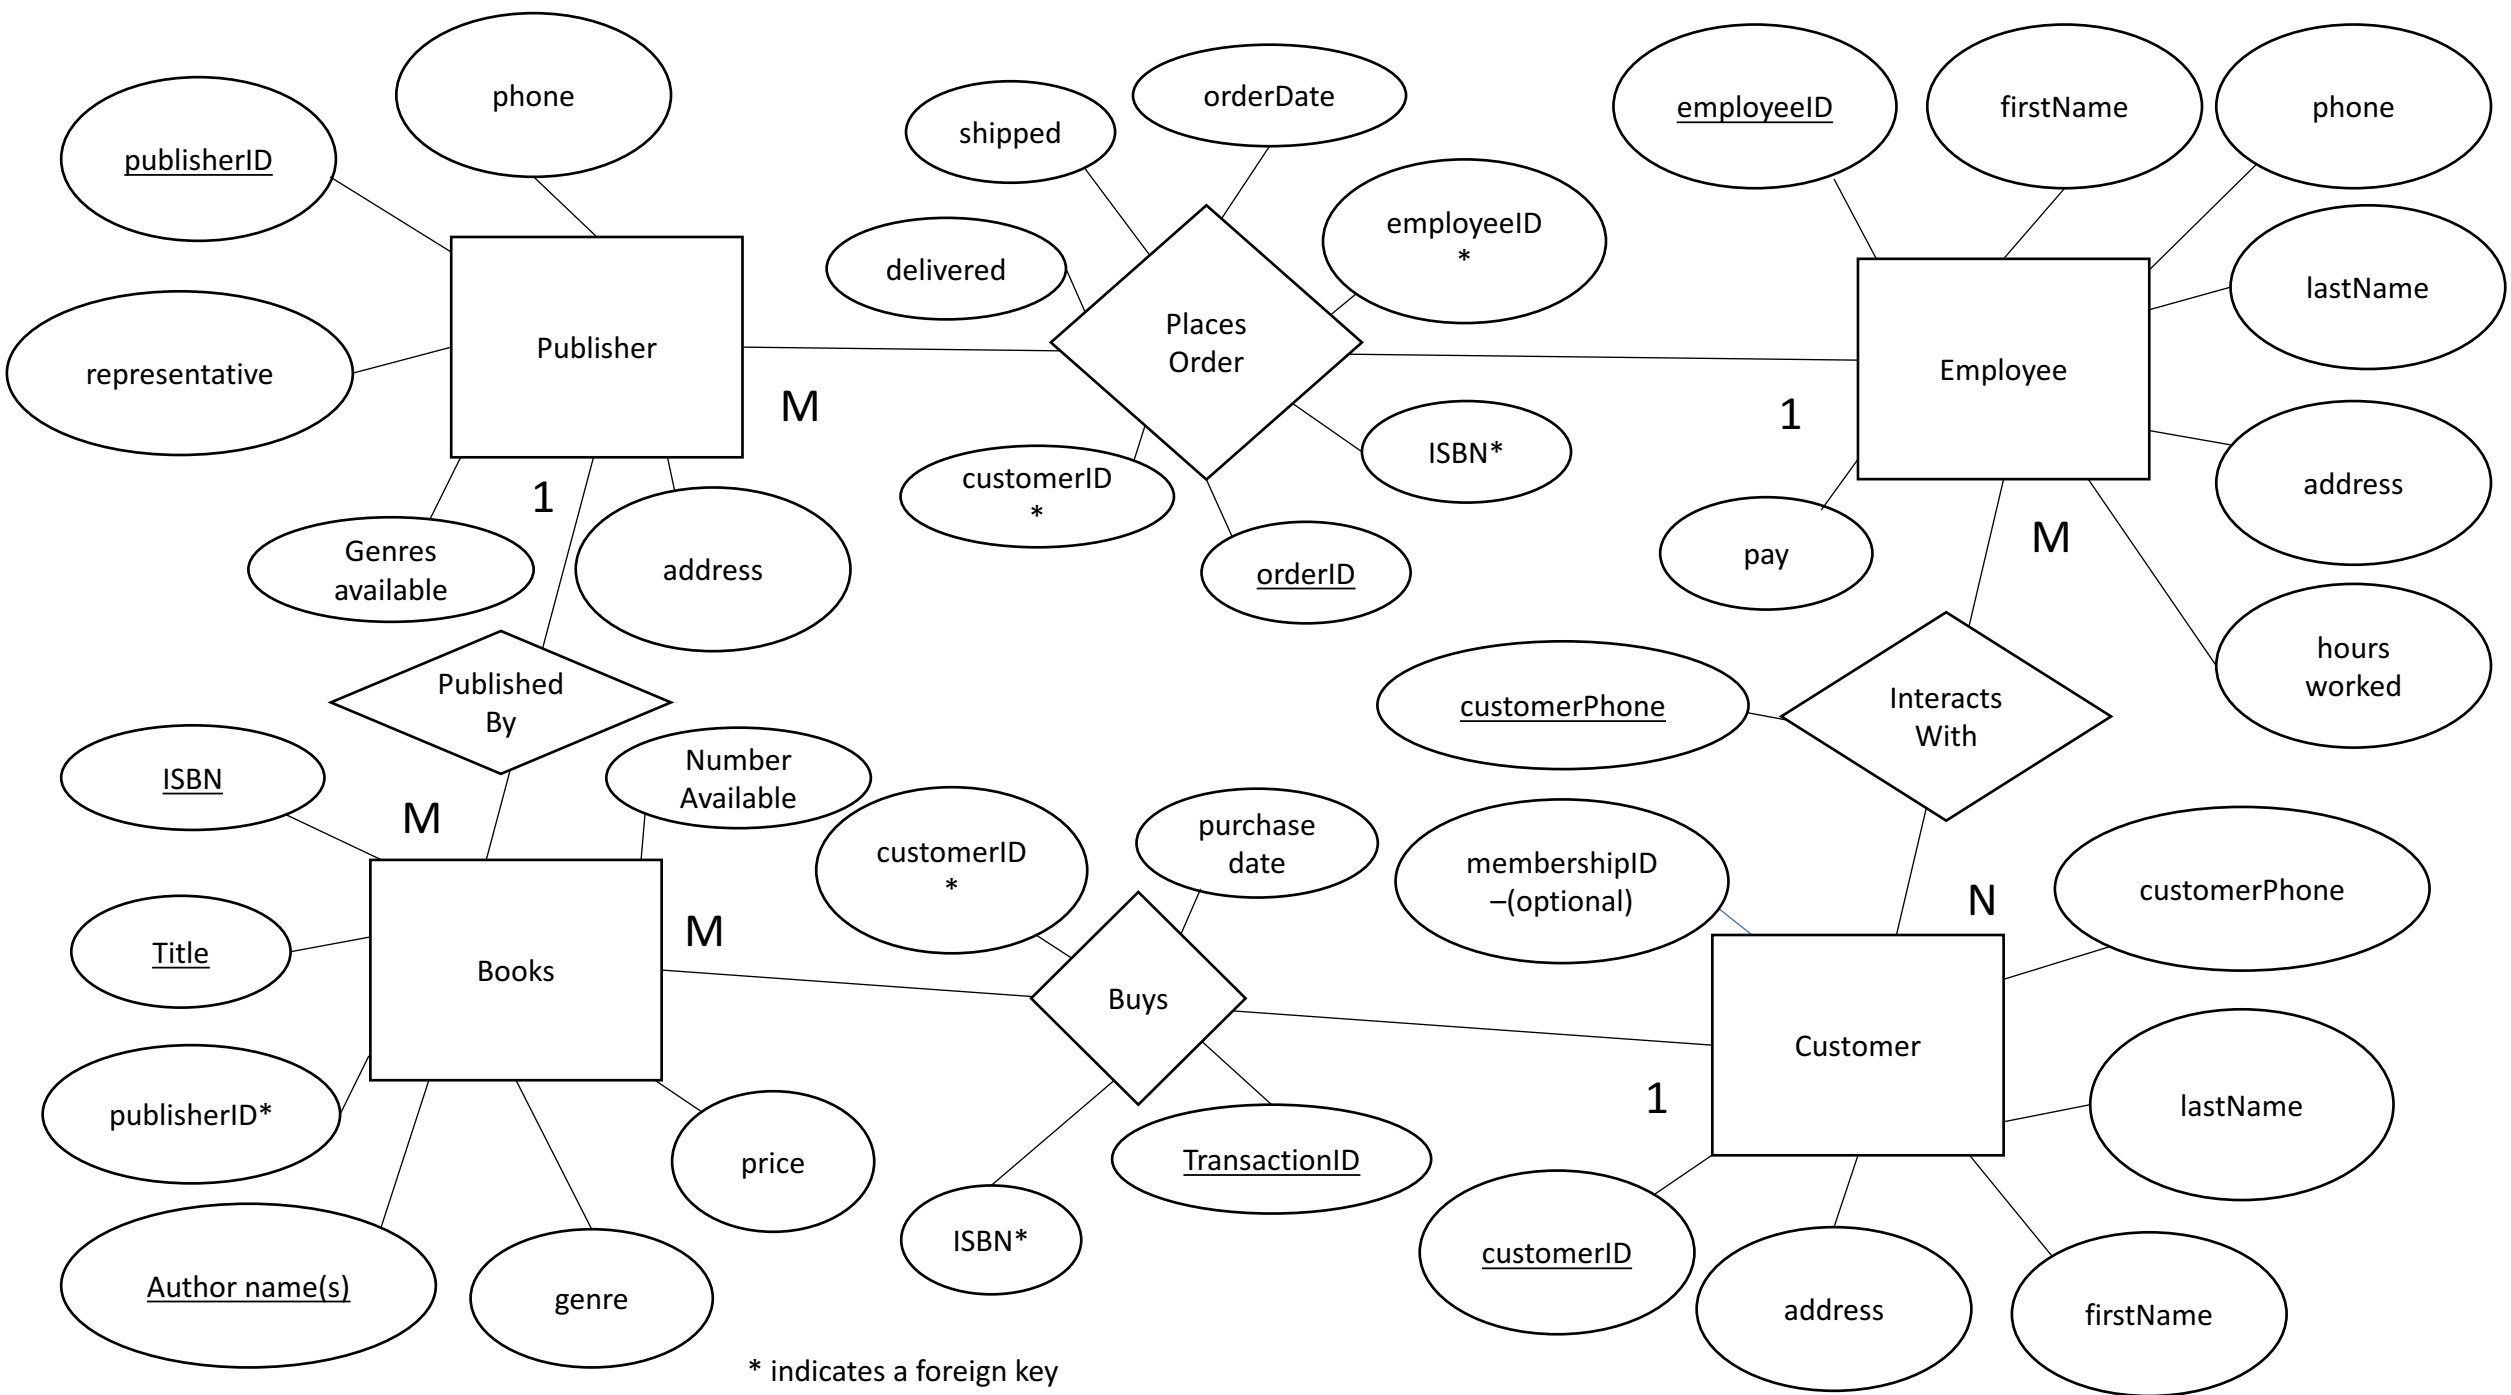 phone
publisherID
representative
Publisher
Genres
available
address
M
1
shipped
orderDate
delivered
employeeID
*
Places
Order
customerID
*
ISBN*
orderID
employeeID
firstName
phone
lastName
Employee
address
1
pay
M
hours
worked
Published
By
customerPhone
Interacts
With
ISBN
M
Number
Available
Title
Books
M
publisherID*
Author name(s)
genre
price
customerID
*
purchase
date
Buys
ISBN*
TransactionID
membershipID
–(optional)
N
customerPhone
Customer
1
lastName
customerID
address
firstName
* indicates a foreign key